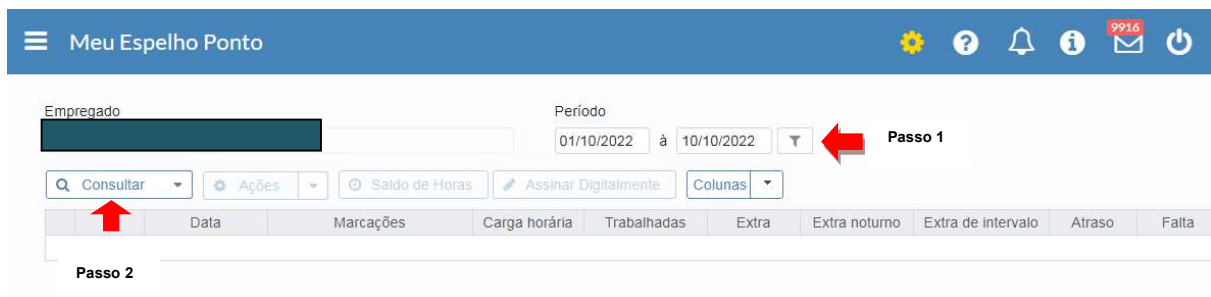 Meu Espelho Ponto
9916
Empregado
Período
01/10/2022 à 10/10/2022
Passo 1
Consultar Ações Saldo de Horas Assinar Digitalmente Colunas
Data Marcações Carga horária Trabalhadas Extra Extra noturno Extra de intervalo Atraso Falta
Passo 2